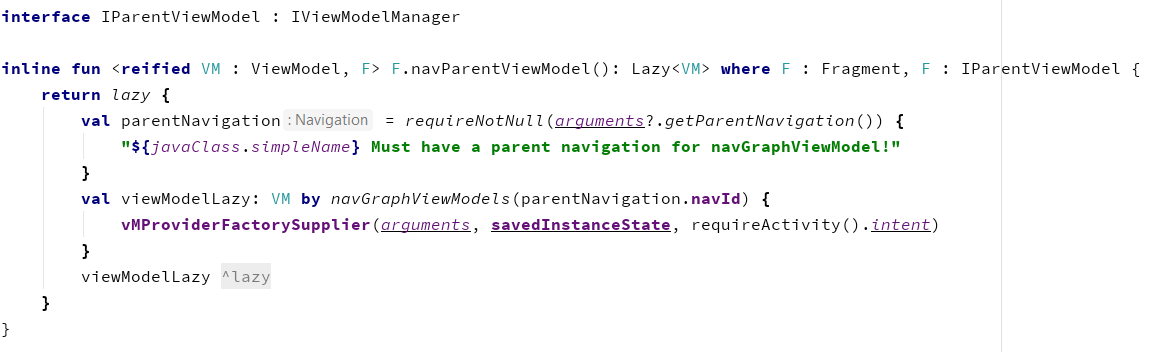 interface IParentViewModel : IViewModelManager
inline fun <reified VM : ViewModel, F> F.navParentViewModel(): Lazy<VM> where F : Fragment, F : IParentViewModel {
    return lazy {
        val parentNavigation : Navigation = requireNotNull(arguments?.getParentNavigation()) {
            "${javaClass.simpleName} Must have a parent navigation for navGraphViewModel!"
        }
        val viewModelLazy: VM by navGraphViewModels(parentNavigation.navId) {
            vMProviderFactorySupplier(arguments, savedInstanceState, requireActivity().intent)
        }
        viewModelLazy ^lazy
    }
}